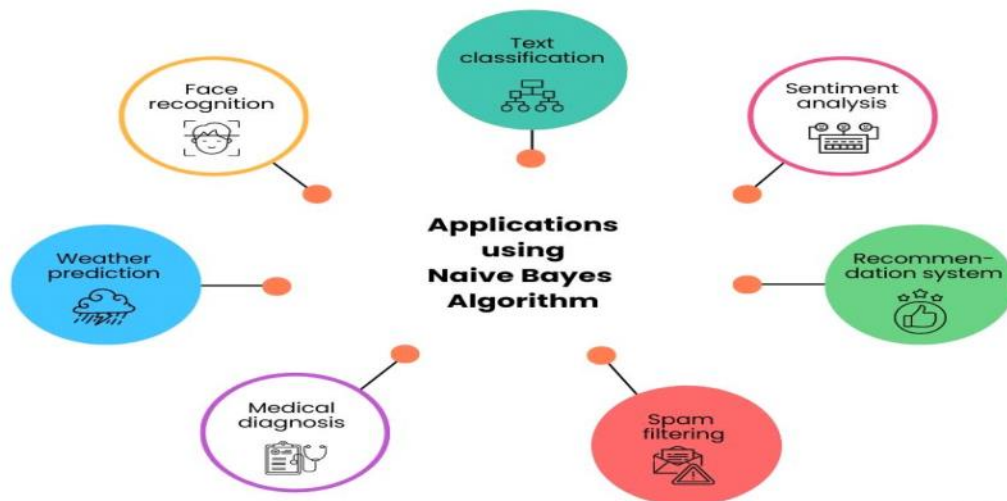 Text
classification
Face
recognition
Sentiment
analysis
Applications
using
Naive Bayes
Algorithm
Weather
prediction
Recommen-
dation system
Medical
diagnosis
Spam
filtering